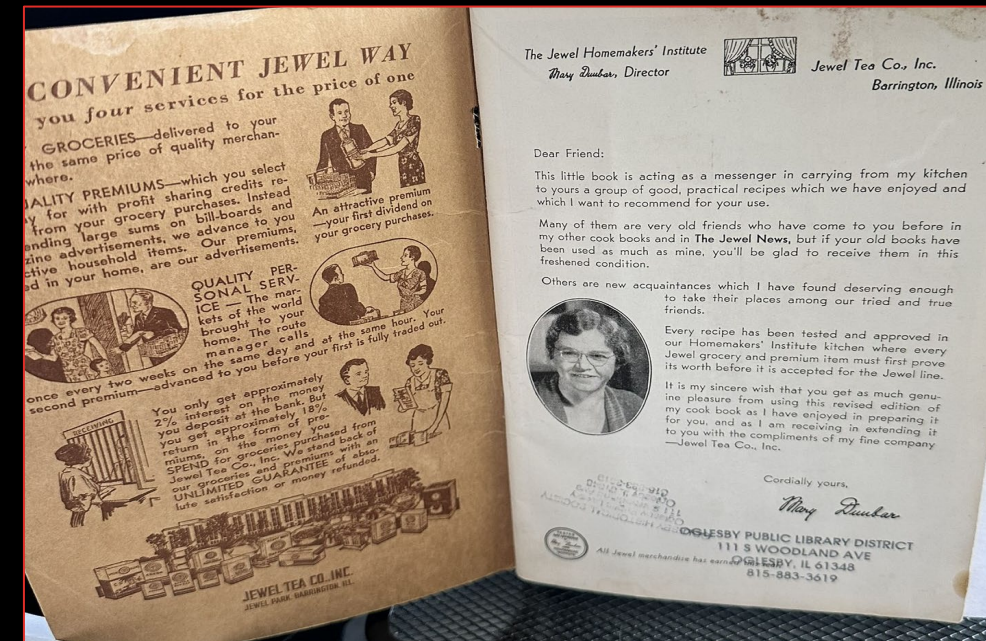 CONVENIENT JEWEL WAY
you four services for the price of one
GROCERIES—delivered to your
the same price of quality merchan-
where.
QUALITY PREMIUMS—which you select
for with profit sharing credits re-
from your grocery purchases. Instead
large sums on bill-boards and
advertisements, we advance to you
household items. Our premiums,
in your home, are our advertisements.
An attractive premium
—your first dividend on
your grocery purchases.
QUALITY PER-
SONAL SERV-
ICE — The mar-
kets of the world
brought to your
home. The route
manager calls
once every two weeks on the same day and at the same hour. Your
second premium—advanced to you before your first is fully traded out.
RECEIVING
You only get approximately
2% interest on the money
you deposit at the bank. But
you get approximately 18%
return in the form of pre-
miums, on the money you
SPEND for groceries purchased from
Jewel Tea Co., Inc. We stand back of
our groceries and premiums with an
UNLIMITED GUARANTEE of abso-
lute satisfaction or money refunded.
JEWEL TEA CO., INC.
JEWEL PARK, BARRINGTON, ILL.
The Jewel Homemakers' Institute
Mary Dunbar, Director
Jewel Tea Co., Inc.
Barrington, Illinois
Dear Friend:
This little book is acting as a messenger in carrying from my kitchen
to yours a group of good, practical recipes which we have enjoyed and
which I want to recommend for your use.
Many of them are very old friends who have come to you before in
my other cook books and in The Jewel News, but if your old books have
been used as much as mine, you'll be glad to receive them in this
freshened condition.
Others are new acquaintances which I have found deserving enough
to take their places among our tried and true
friends.
Every recipe has been tested and approved in
our Homemakers' Institute kitchen where every
Jewel grocery and premium item must first prove
its worth before it is accepted for the Jewel line.
It is my sincere wish that you get as much genu-
ine pleasure from using this revised edition of
my cook book as I have enjoyed in preparing it
for you, and as I am receiving in extending it
to you with the compliments of my fine company
—Jewel Tea Co., Inc.
Cordially yours,
Mary Dunbar
All Jewel merchandise has earned
OGLESBY PUBLIC LIBRARY DISTRICT
111 S WOODLAND AVE
OGLESBY, IL 61348
815-883-3619